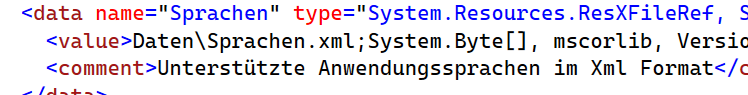 <data name="Sprachen" type="System.Resources.ResXFileRef, S
<value>Daten\Sprachen.xml;System.Byte[], mscorlib, Versio
<comment>Unterstützte Anwendungssprachen im Xml Format</c
</data>